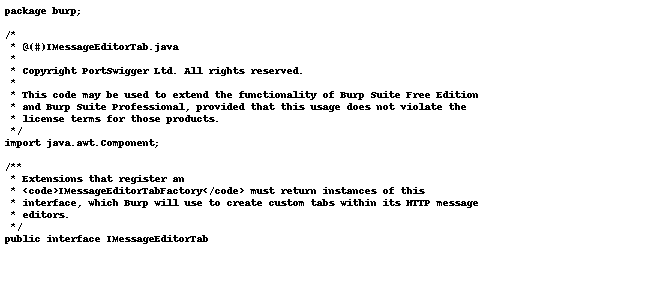 package burp;

/*
 * @(#)IMessageEditorTab.java
 *
 * Copyright PortSwigger Ltd. All rights reserved.
 *
 * This code may be used to extend the functionality of Burp Suite Free Edition
 * and Burp Suite Professional, provided that this usage does not violate the
 * license terms for those products.
 */
import java.awt.Component;

/**
 * Extensions that register an
 * <code>IMessageEditorTabFactory</code> must return instances of this
 * interface, which Burp will use to create custom tabs within its HTTP message
 * editors.
 */
public interface IMessageEditorTab